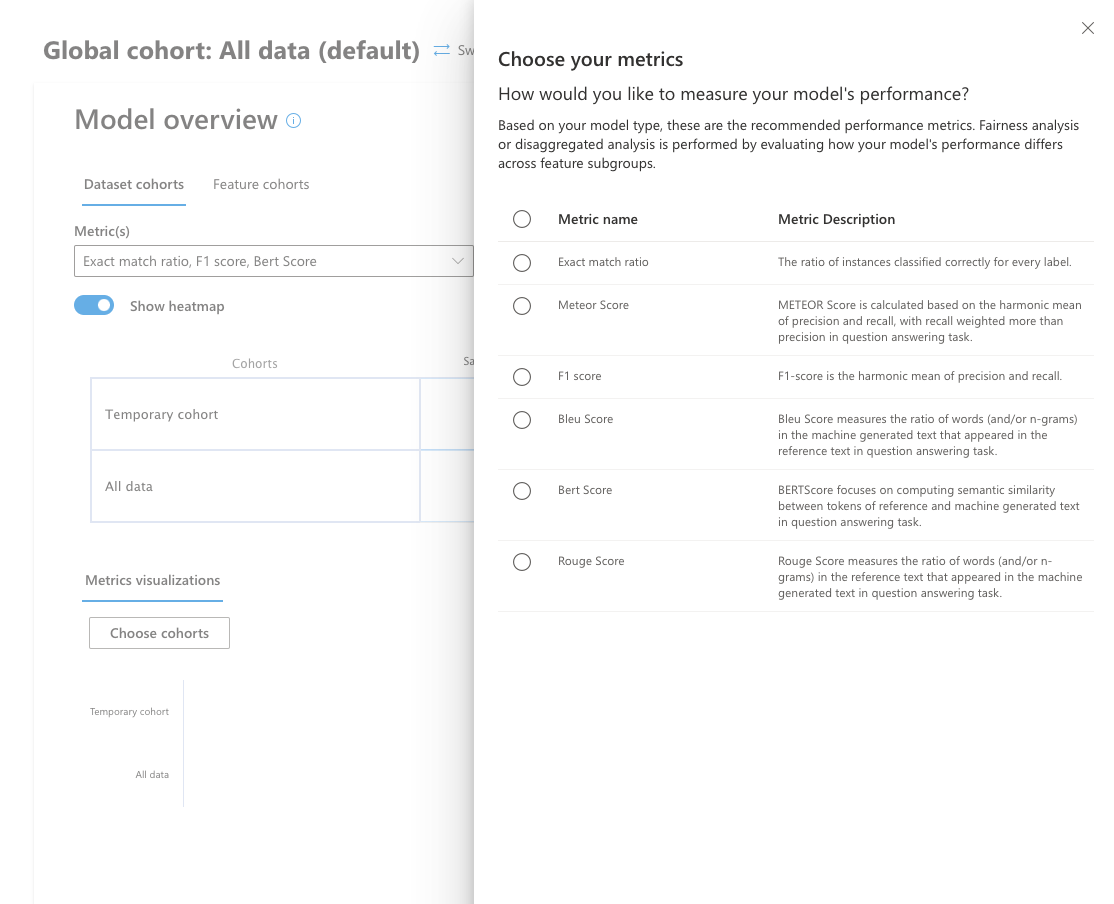 Global cohort: All data (default)
Model overview
Dataset cohorts
Feature cohorts
Metric(s)
Exact match ratio, F1 score, Bert Score
Show heatmap
Cohorts
Temporary cohort
All data
Metrics visualizations
Choose cohorts
Temporary cohort
All data
Choose your metrics
How would you like to measure your model's performance?
Based on your model type, these are the recommended performance metrics. Fairness analysis
or disaggregated analysis is performed by evaluating how your model's performance differs
across feature subgroups.
Metric name
Metric Description
Exact match ratio
The ratio of instances classified correctly for every label.
Meteor Score
METEOR Score is calculated based on the harmonic mean
of precision and recall, with recall weighted more than
precision in question answering task.
F1 score
F1-score is the harmonic mean of precision and recall.
Bleu Score
Bleu Score measures the ratio of words (and/or n-grams)
in the machine generated text that appeared in the
reference text in question answering task.
Bert Score
BERTScore focuses on computing semantic similarity
between tokens of reference and machine generated text
in question answering task.
Rouge Score
Rouge Score measures the ratio of words (and/or n-
grams) in the reference text that appeared in the machine
generated text in question answering task.